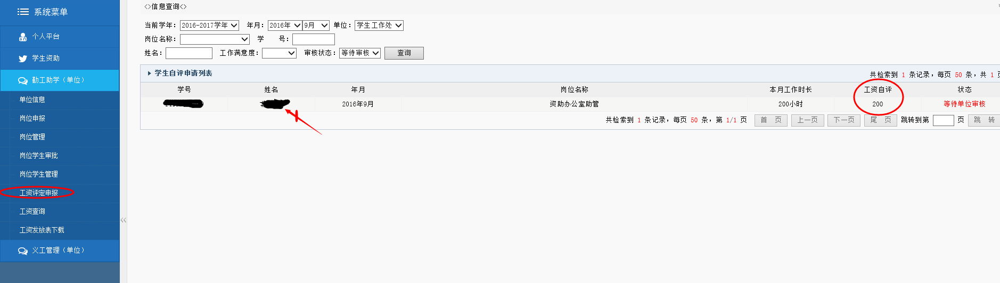 系统菜单
个人平台
学生资助
勤工助学（单位）
单位信息
岗位申报
岗位管理
岗位学生审批
岗位学生管理
工资评定申报
工资查询
工资发放表下载
义工管理（单位）
<>信息查询<>
当前学年： 2016-2017学年 年月： 2016年 9月 单位： 学生工作处
岗位名称： 学 号：
姓名： 工作满意度： 审核状态： 等待审核 查询
学生自评申请列表
共检索到 1 条记录，每页 50 条，共 1
学号 姓名 年月 岗位名称 本月工作时长 工资自评 状态
2016年9月 资助办公室助管 200小时 200 等待单位审核
共检索到 1 条记录，每页 50 条，第 1/1 页 首 页 上一页 下一页 尾 页 跳转到第 页 跳 转